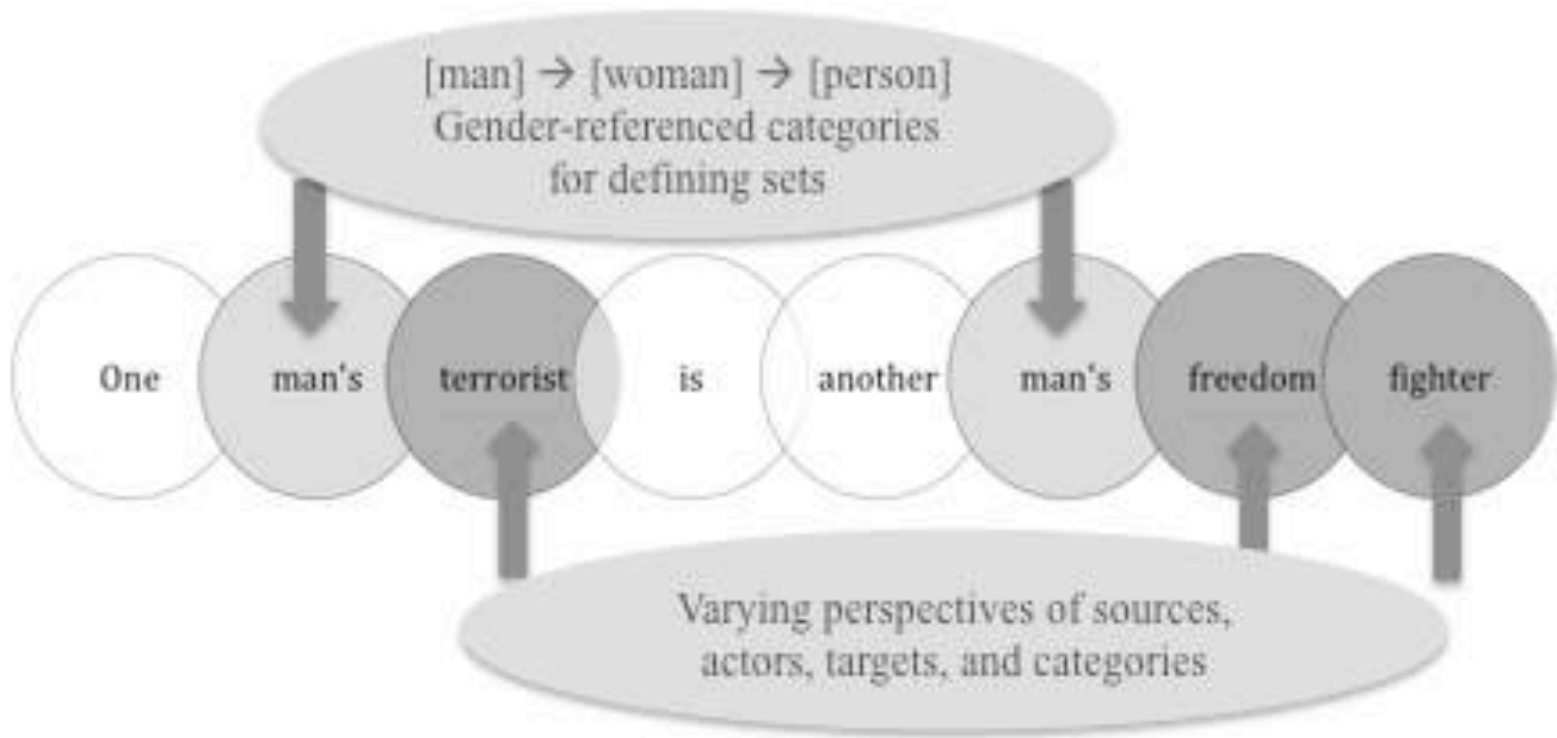 [man] → [woman] → [person]
Gender-referenced categories
for defining sets
One man's terrorist is another man's freedom fighter
Varying perspectives of sources,
actors, targets, and categories